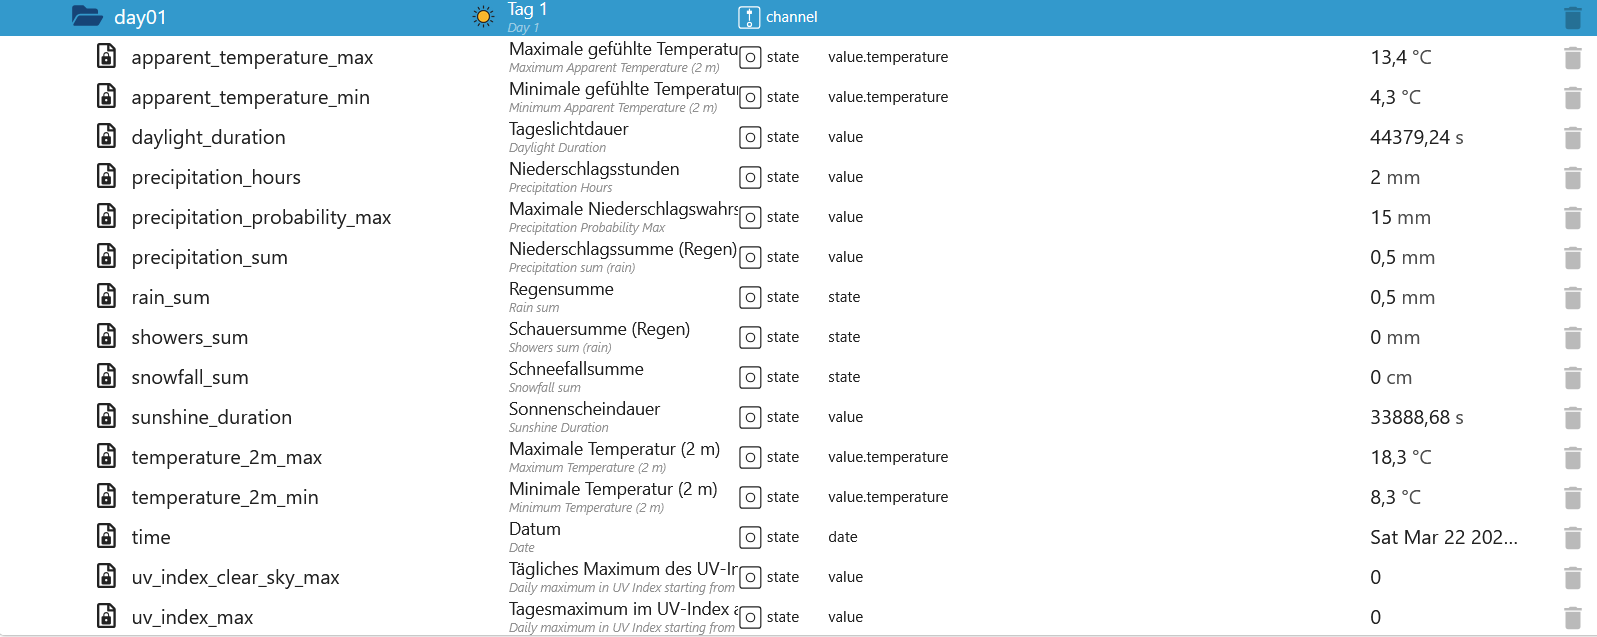 day01 Tag 1 channel
Day 1
apparent_temperature_max Maximale gefühlte Temperatu state value.temperature 13,4 °C
Maximum Apparent Temperature (2 m)
apparent_temperature_min Minimale gefühlte Temperatur state value.temperature 4,3 °C
Minimum Apparent Temperature (2 m)
daylight_duration Tageslichtdauer state value 44379,24 s
Daylight Duration
precipitation_hours Niederschlagsstunden state value 2 mm
Precipitation Hours
precipitation_probability_max Maximale Niederschlagswahrs state value 15 mm
Precipitation Probability Max
precipitation_sum Niederschlagssumme (Regen) state value 0,5 mm
Precipitation sum (rain)
rain_sum Regensumme state state 0,5 mm
Rain sum
showers_sum Schauersumme (Regen) state state 0 mm
Showers sum (rain)
snowfall_sum Schneefallsumme state state 0 cm
Snowfall sum
sunshine_duration Sonnenscheindauer state value 33888,68 s
Sunshine Duration
temperature_2m_max Maximale Temperatur (2 m) state value.temperature 18,3 °C
Maximum Temperature (2 m)
temperature_2m_min Minimale Temperatur (2 m) state value.temperature 8,3 °C
Minimum Temperature (2 m)
time Datum state date Sat Mar 22 202...
Date
uv_index_clear_sky_max Tägliches Maximum des UV-In state value 0
Daily maximum in UV Index starting from
uv_index_max Tagesmaximum im UV-Index a state value 0
Daily maximum in UV Index starting from